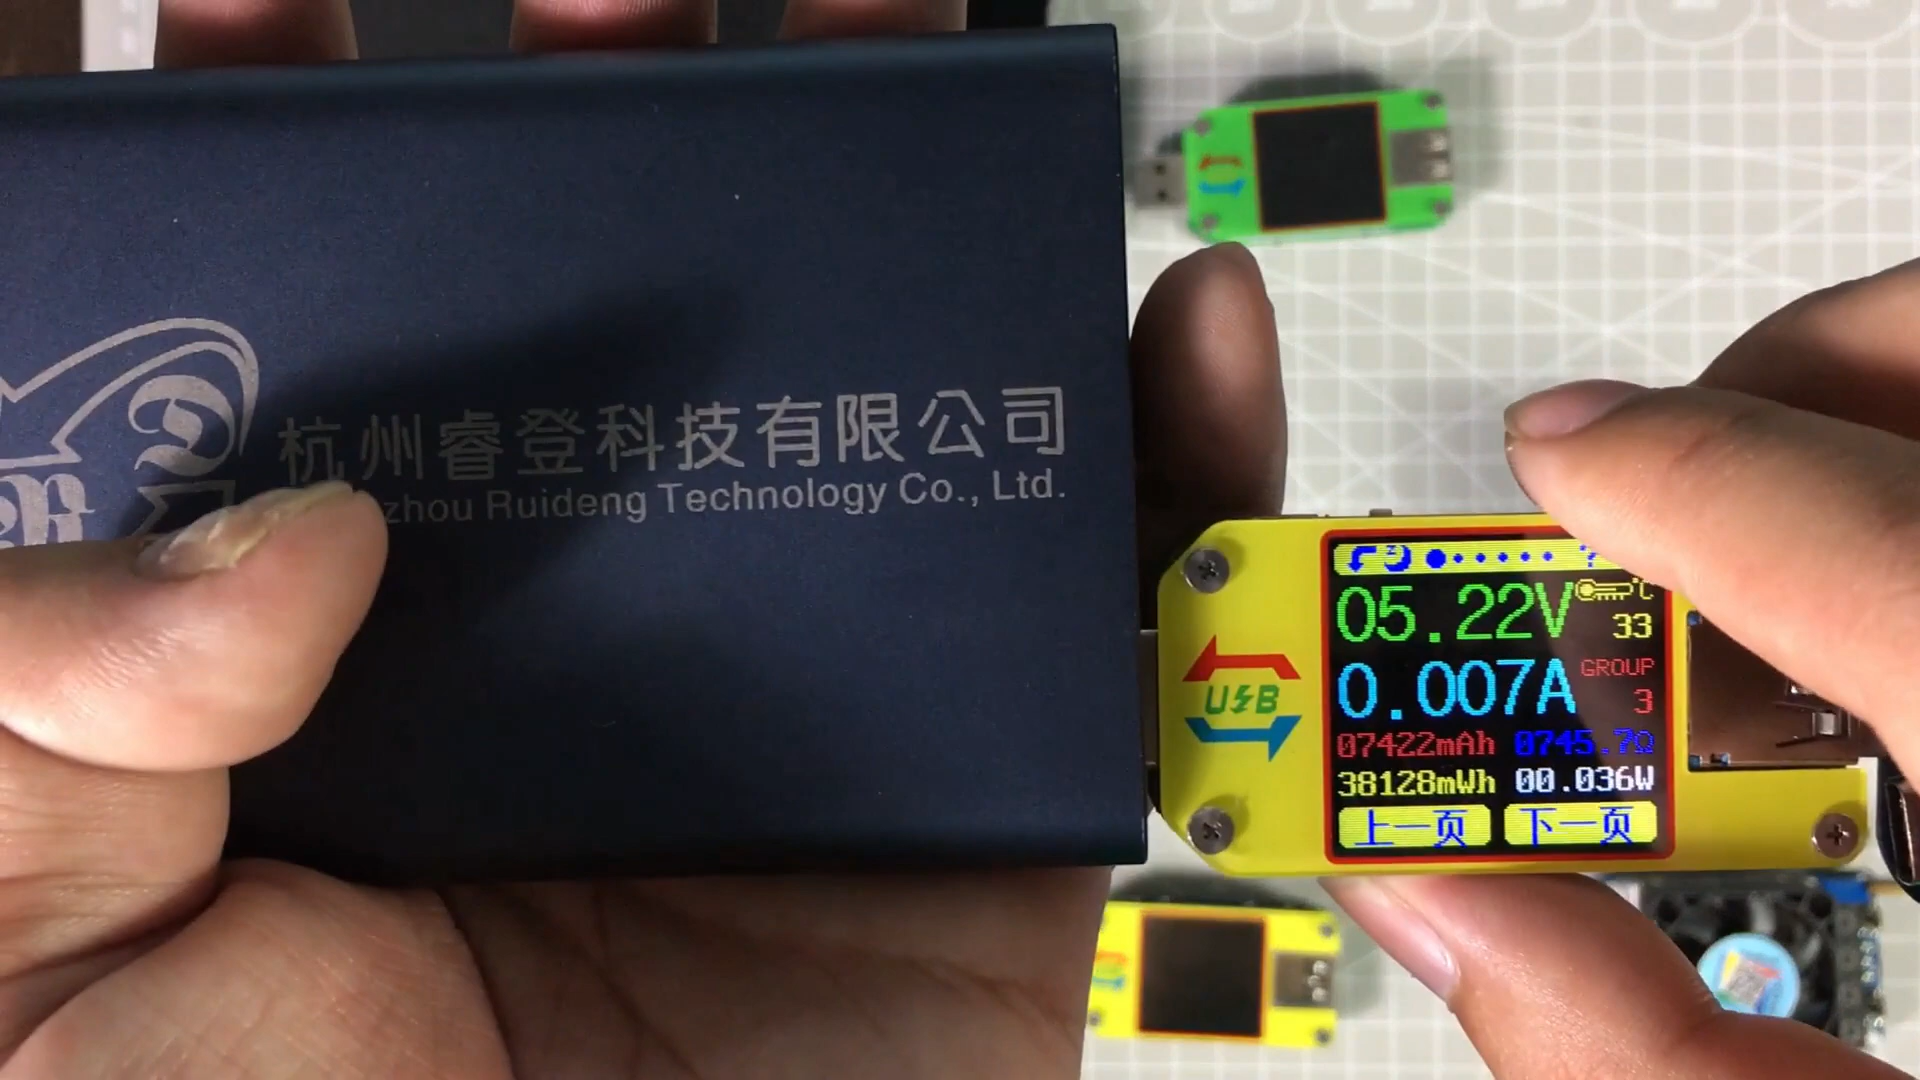 杭州睿登科技有限公司
zhou Ruideng Technology Co., Ltd.
USB
?
05.22V
℃
33
0.007A
GROUP
3
07422mAh
0745.7Ω
38128mWh
00.036W
上一页
下一页